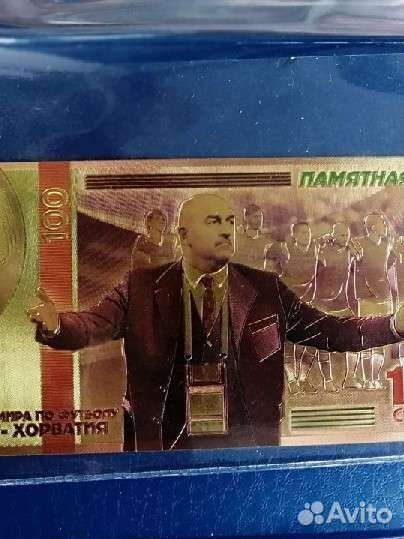 100
ПАМЯТНАЯ
МИРА ПО ФУТБОЛУ
- ХОРВАТИЯ
1
Avito